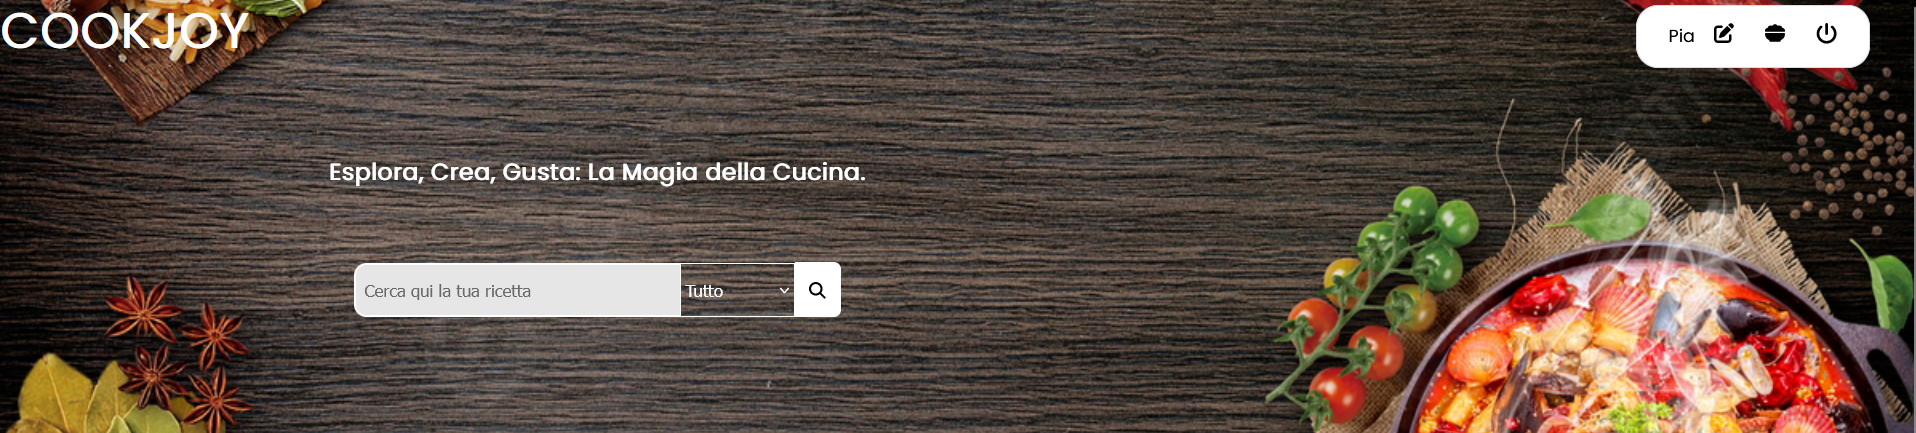 COOKJOY
Pia
Esplora, Crea, Gusta: La Magia della Cucina.
Cerca qui la tua ricetta
Tutto